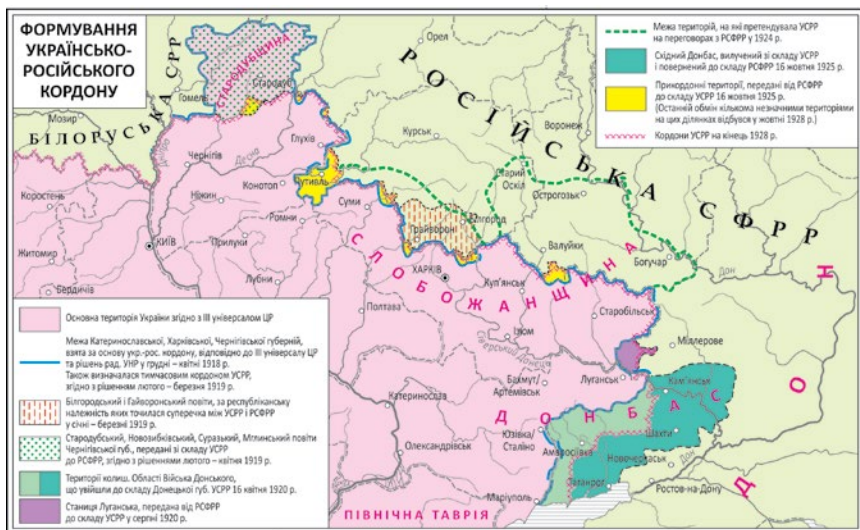 ФОРМУВАННЯ
УКРАЇНСЬКО-
РОСІЙСЬКОГО
КОРДОНУ
Межа територій, на які претендувала УСРР
на переговорах з РСФРР у 1924 р.
Східний Донбас, вилучений зі складу УСРР
і повернений до складу РСФРР 16 жовтня 1925 р.
Прикордонні території, передані від РСФРР
до складу УСРР 16 жовтня 1925 р.
(Останній обмін кількома незначними територіями
на цих ділянках відбувся у жовтні 1928 р.)
Кордони УСРР на кінець 1928 р.
РОСІЙСЬКА СФРР
БІЛОРУСЬКА СРР
СТАРОДУБЩИНА
Стародуб
Гомель
Мозир
Орел
Курськ
Воронеж
Глухів
Чернігів
Десна
Дніпро
Путивль
Конотоп
Коростень
Ніжин
Суми
Ромни
Прилуки
КИЇВ
Житомир
Бердичів
Лубни
Старий
Оскіл
Острогозьк
Білгород
Грайворон
Валуйки
Богучар
Дон
ХАРКІВ
СЛОБОЖАНЩИНА
Куп'янськ
Полтава
Старобільськ
Ізюм
Сіверський Донець
Міллерове
Луганськ
Кам'янськ
Бахмут/
Артемівськ
Катеринослав
ДОНБАС
Юзівка/
Сталіно
Шахти
Олександрівськ
Амвросіївка
Новочеркаськ
Дон
Таганрог
Ростов-на-Дону
Маріуполь
ПІВНІЧНА ТАВРІЯ
ДОН
Основна територія України згідно з III універсалом ЦР
Межа Катеринославської, Харківської, Чернігівської губерній,
взята за основу укр.-рос. кордону, відповідно до III універсалу ЦР
та рішень рад. УНР у грудні – квітні 1918 р.
Також визначалася тимчасовим кордоном УСРР,
згідно з рішенням лютого – березня 1919 р.
Білгородський і Гайворонський повіти, за республіканську
належність яких точилася суперечка між УСРР і РСФРР
у січні – березні 1919 р.
Стародубський, Новозибківський, Суразький, Мглинський повіти
Чернігівської губ., передані зі складу УСРР
до РСФРР, згідно з рішеннями лютого – квітня 1919 р.
Території колиш. Області Війська Донського,
що увійшли до складу Донецької губ. УСРР 16 квітня 1920 р.
Станиця Луганська, передана від РСФРР
до складу УСРР у серпні 1920 р.